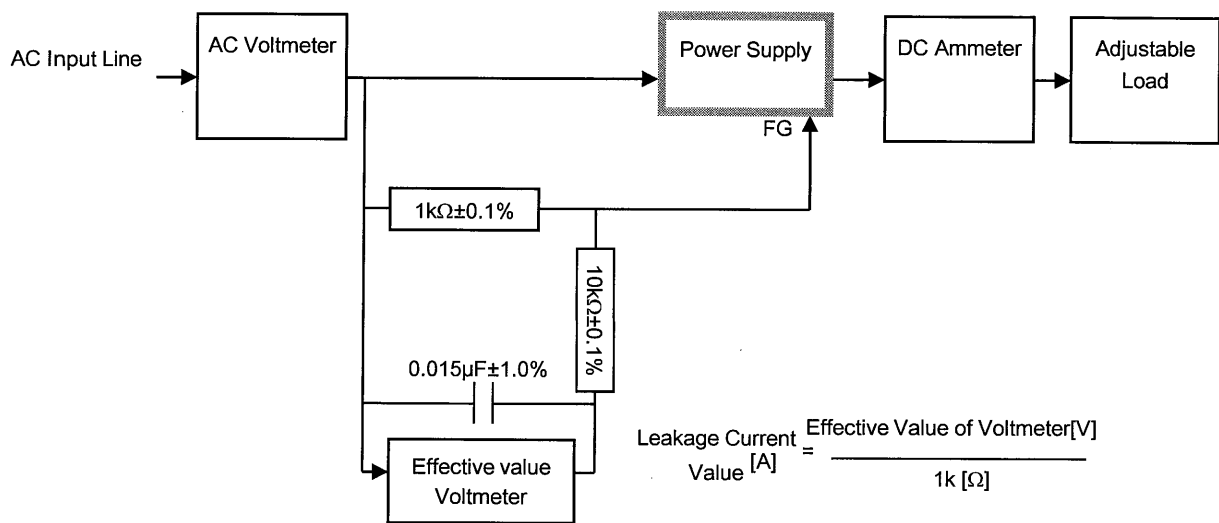 AC Input Line
AC Voltmeter
Power Supply
DC Ammeter
Adjustable
Load
FG
1kΩ±0.1%
10kΩ±0.1%
0.015µF±1.0%
Effective value
Voltmeter
Leakage Current
Value [A]
=
Effective Value of Voltmeter[V]
1k [Ω]